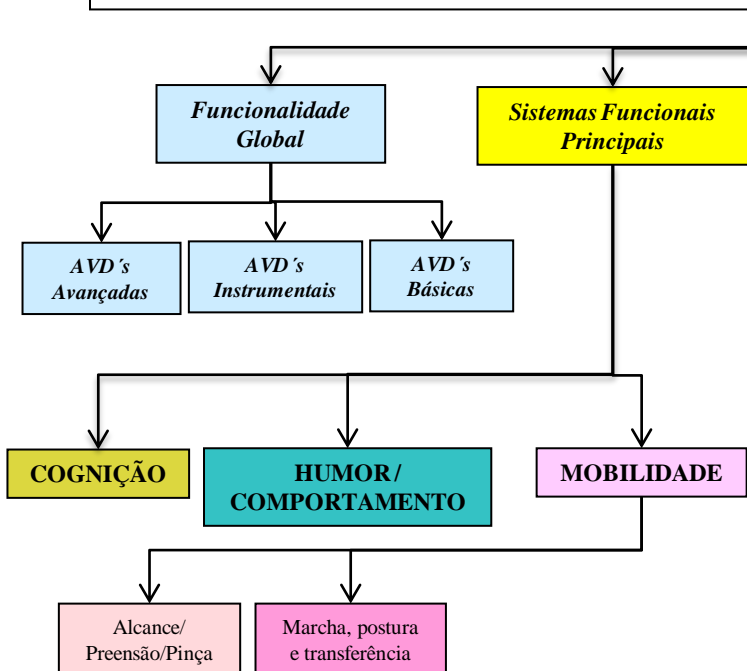 Funcionalidade
Global
Sistemas Funcionais
Principais
AVD´s
Avançadas
AVD´s
Instrumentais
AVD´s
Básicas
COGNIÇÃO
HUMOR/
COMPORTAMENTO
MOBILIDADE
Alcance/
Preensão/Pinça
Marcha, postura
e transferência